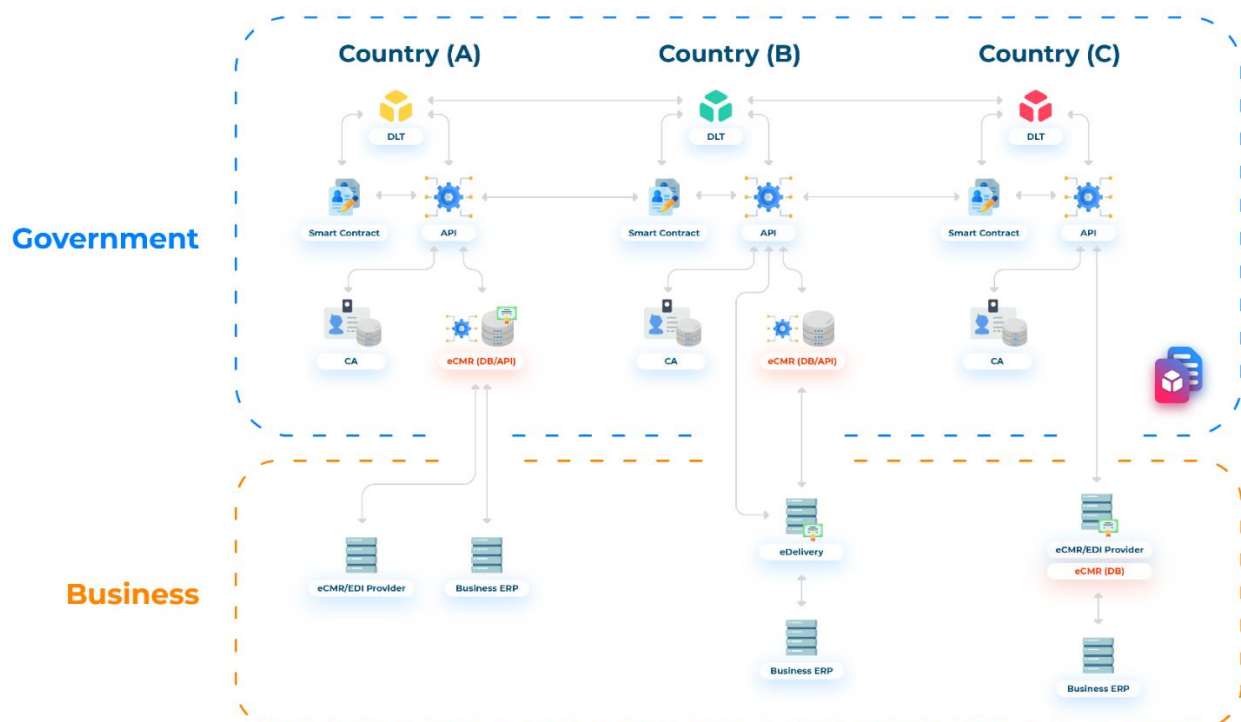 Country (A)
Country (B)
Country (C)
DLT
DLT
DLT
Government
Smart Contract
API
Smart Contract
API
Smart Contract
API
CA
eCMR (DB/API)
CA
eCMR (DB/API)
CA
Business
eCMR/EDI Provider
Business ERP
eDelivery
Business ERP
eCMR/EDI Provider
eCMR (DB)
Business ERP